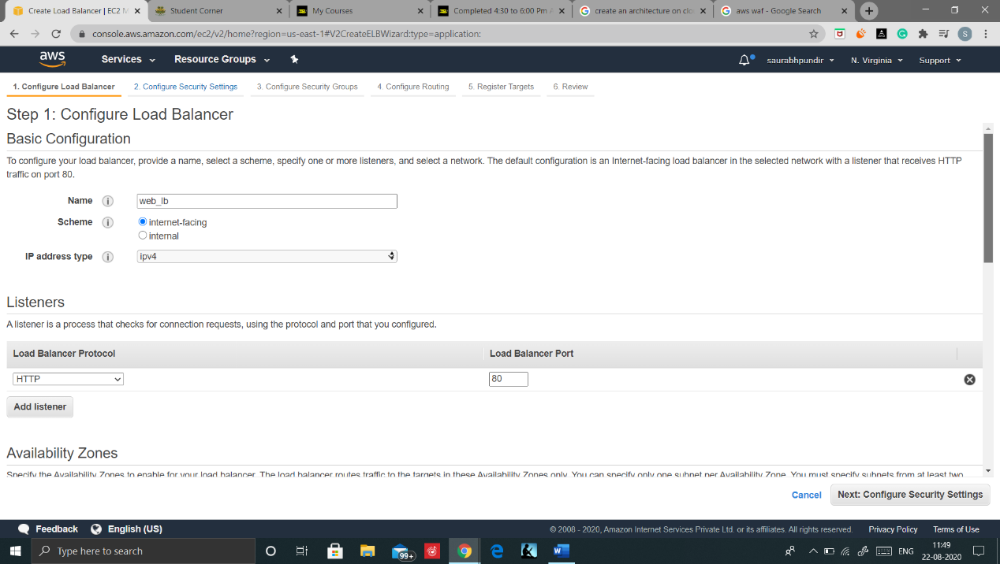 Create Load Balancer | EC2 M
Student Corner
My Courses
Completed 4:30 to 6:00 Pm
create an architecture on clo
aws waf - Google Search
console.aws.amazon.com/ec2/v2/home?region=us-east-1#V2CreateELBWizard:type=application:
S
aws
Services
Resource Groups
saurabhpundir
N. Virginia
Support
1. Configure Load Balancer
2. Configure Security Settings
3. Configure Security Groups
4. Configure Routing
5. Register Targets
6. Review
Step 1: Configure Load Balancer
Basic Configuration
To configure your load balancer, provide a name, select a scheme, specify one or more listeners, and select a network. The default configuration is an Internet-facing load balancer in the selected network with a listener that receives HTTP
traffic on port 80.
Name i web_lb
Scheme i internet-facing
internal
IP address type i ipv4
Listeners
A listener is a process that checks for connection requests, using the protocol and port that you configured.
Load Balancer Protocol
Load Balancer Port
HTTP
80
Add listener
Availability Zones
Specify the Availability Zones to enable for your load balancer. The load balancer routes traffic to the targets in these Availability Zones only. You can specify only one subnet per Availability Zone. You must specify subnets from at least two
Cancel
Next: Configure Security Settings
Feedback
English (US)
© 2008 - 2020, Amazon Internet Services Private Ltd. or its affiliates. All rights reserved.
Privacy Policy
Terms of Use
Type here to search
99+
ENG
11:49
22-08-2020